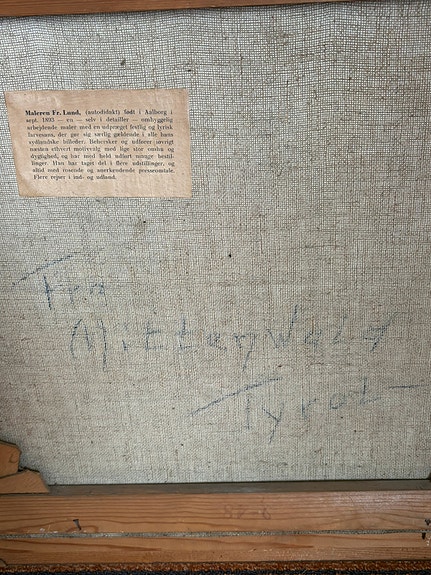 Maleren Fr. Lund, (autodidakt) født i Aalborg i
sept. 1893 — en — selv i detailler — omhyggelig
arbejdende maler med en udpræget festlig og lyrisk
farvesans, der gør sig særlig gældende i alle hans
sydlandske billeder. Behersker og udfører iøvrigt
næsten ethvert motivvalg med lige stor omhu og
dygtighed, og har med held udført mange bestil-
linger. Han har taget del i flere udstillinger, og
altid med rosende og anerkendende presseomtale.
Flere rejser i ind- og udland.
Fra
Mittenwald
Tyrol